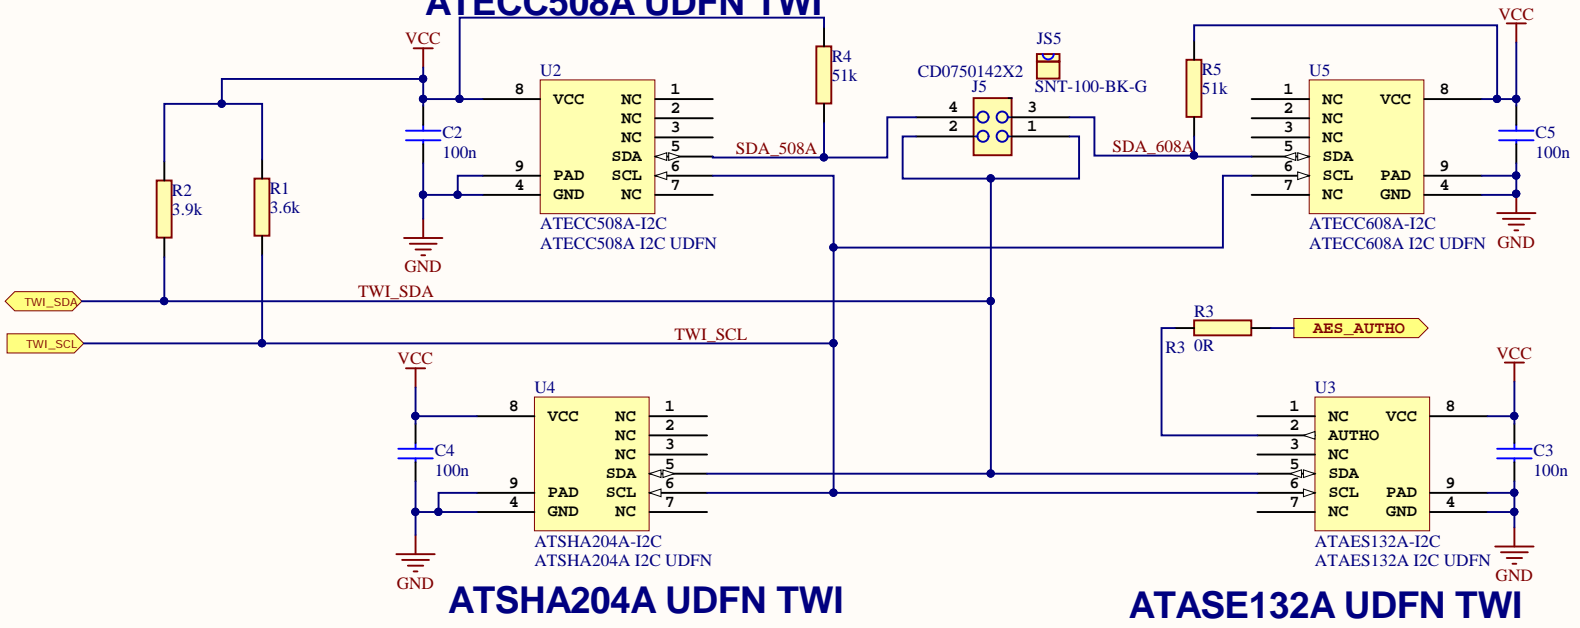 ATECC508A UDFN TWI
VCC
U2
8 VCC NC 1
NC 2
NC 3
SDA 5
9 PAD SCL 6
4 GND NC 7
ATECC508A-I2C
ATECC508A I2C UDFN
C2
100n
GND
R4
51k
SDA_508A
JS5
CD0750142X2
SNT-100-BK-G
J5
4 3
2 1
SDA_608A
R5
51k
VCC
U5
1 NC VCC 8
2 NC
3 NC
5 SDA
6 SCL PAD 9
7 NC GND 4
ATECC608A-I2C
ATECC608A I2C UDFN
C5
100n
GND
R2
3.9k
R1
3.6k
TWI_SDA
TWI_SDA
TWI_SCL
TWI_SCL
R3
R3 0R
AES_AUTHO
VCC
U4
8 VCC NC 1
NC 2
NC 3
SDA 5
9 PAD SCL 6
4 GND NC 7
ATSHA204A-I2C
ATSHA204A I2C UDFN
C4
100n
GND
VCC
U3
1 NC VCC 8
2 AUTHO
3 NC
5 SDA
6 SCL PAD 9
7 NC GND 4
ATAES132A-I2C
ATAES132A I2C UDFN
C3
100n
GND
ATSHA204A UDFN TWI
ATASE132A UDFN TWI